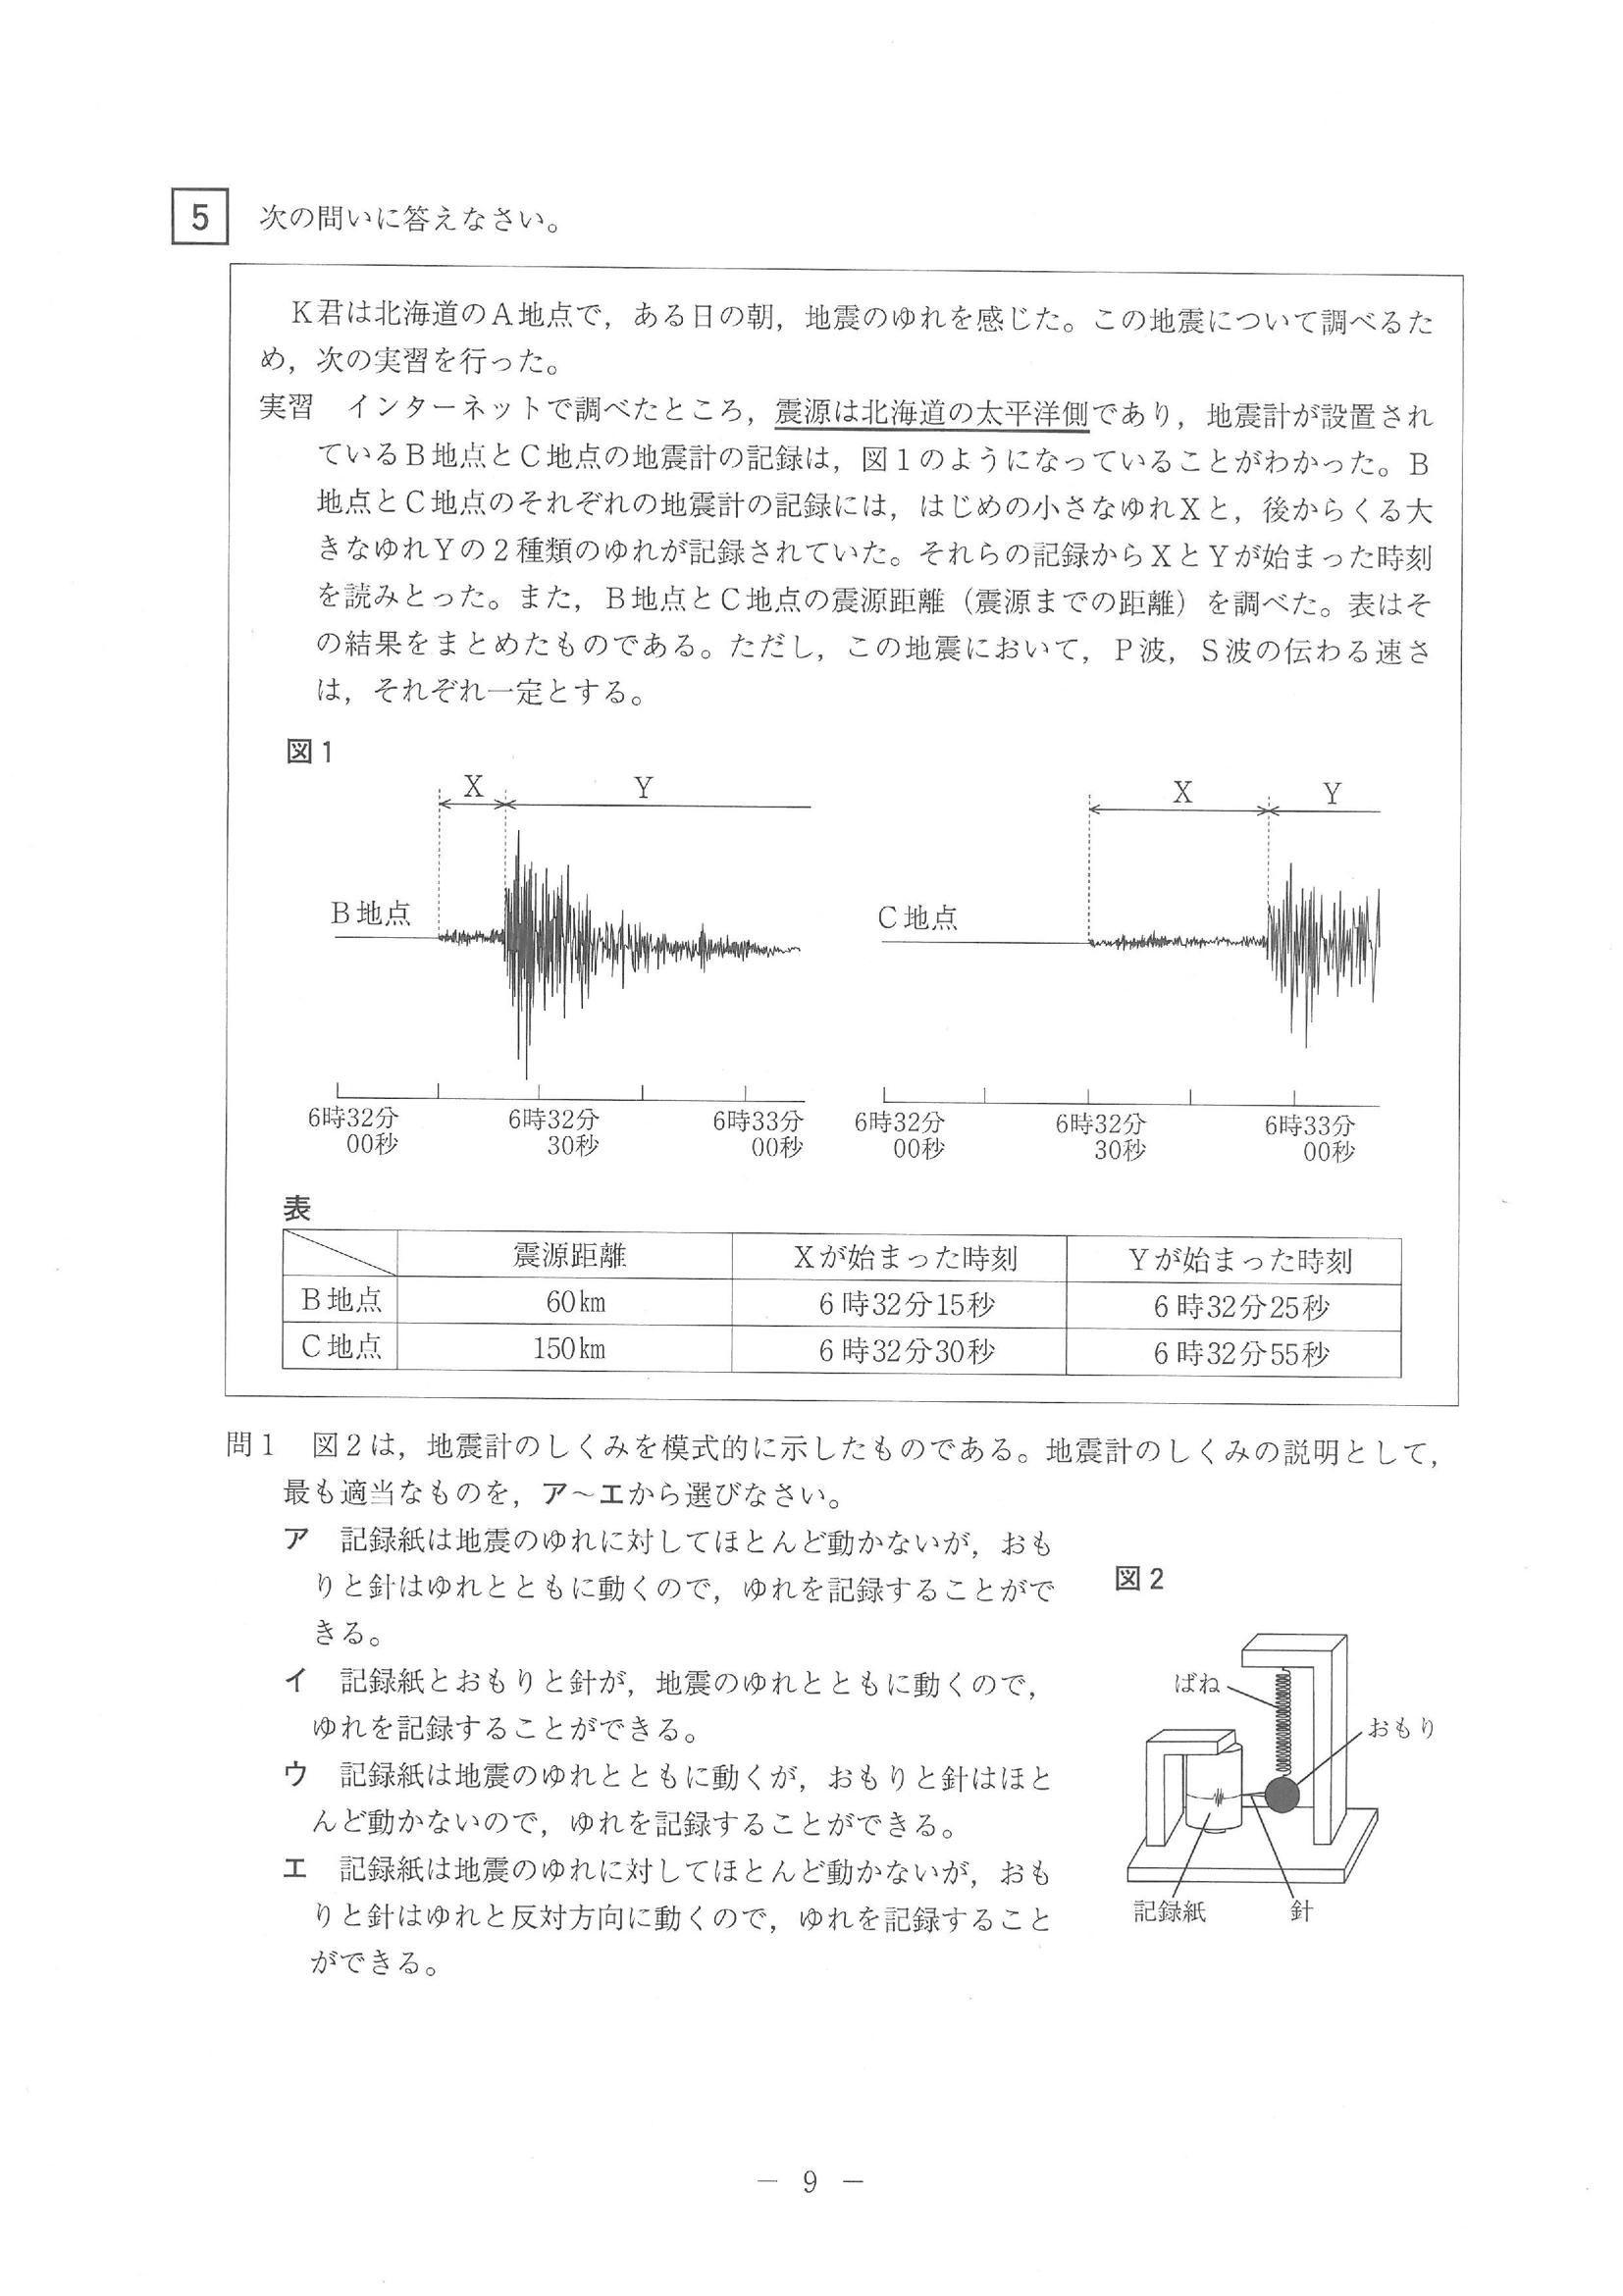 5 次の問いに答えなさい。
K君は北海道のA地点で，ある日の朝，地震のゆれを感じた。この地震について調べるた
め，次の実習を行った。
実習 インターネットで調べたところ，震源は北海道の太平洋側であり，地震計が設置され
ているB地点とC地点の地震計の記録は，図1のようになっていることがわかった。B
地点とC地点のそれぞれの地震計の記録には，はじめの小さなゆれXと，後からくる大
きなゆれYの2種類のゆれが記録されていた。それらの記録からXとYが始まった時刻
を読みとった。また，B地点とC地点の震源距離（震源までの距離）を調べた。表はそ
の結果をまとめたものである。ただし，この地震において，P波，S波の伝わる速さ
は，それぞれ一定とする。
図1
X Y X Y
B地点 C地点
6時32分 6時32分 6時33分 6時32分 6時32分 6時33分
00秒 30秒 00秒 00秒 30秒 00秒
表
震源距離 Xが始まった時刻 Yが始まった時刻
B地点 60km 6時32分15秒 6時32分25秒
C地点 150km 6時32分30秒 6時32分55秒
問1 図2は，地震計のしくみを模式的に示したものである。地震計のしくみの説明として，
最も適当なものを，ア～エから選びなさい。
ア 記録紙は地震のゆれに対してほとんど動かないが，おも
りと針はゆれとともに動くので，ゆれを記録することがで
きる。
イ 記録紙とおもりと針が，地震のゆれとともに動くので，
ゆれを記録することができる。
ウ 記録紙は地震のゆれとともに動くが，おもりと針はほと
んど動かないので，ゆれを記録することができる。
エ 記録紙は地震のゆれに対してほとんど動かないが，おも
りと針はゆれと反対方向に動くので，ゆれを記録すること
ができる。
図2
ばね
おもり
記録紙 針
－ 9 －